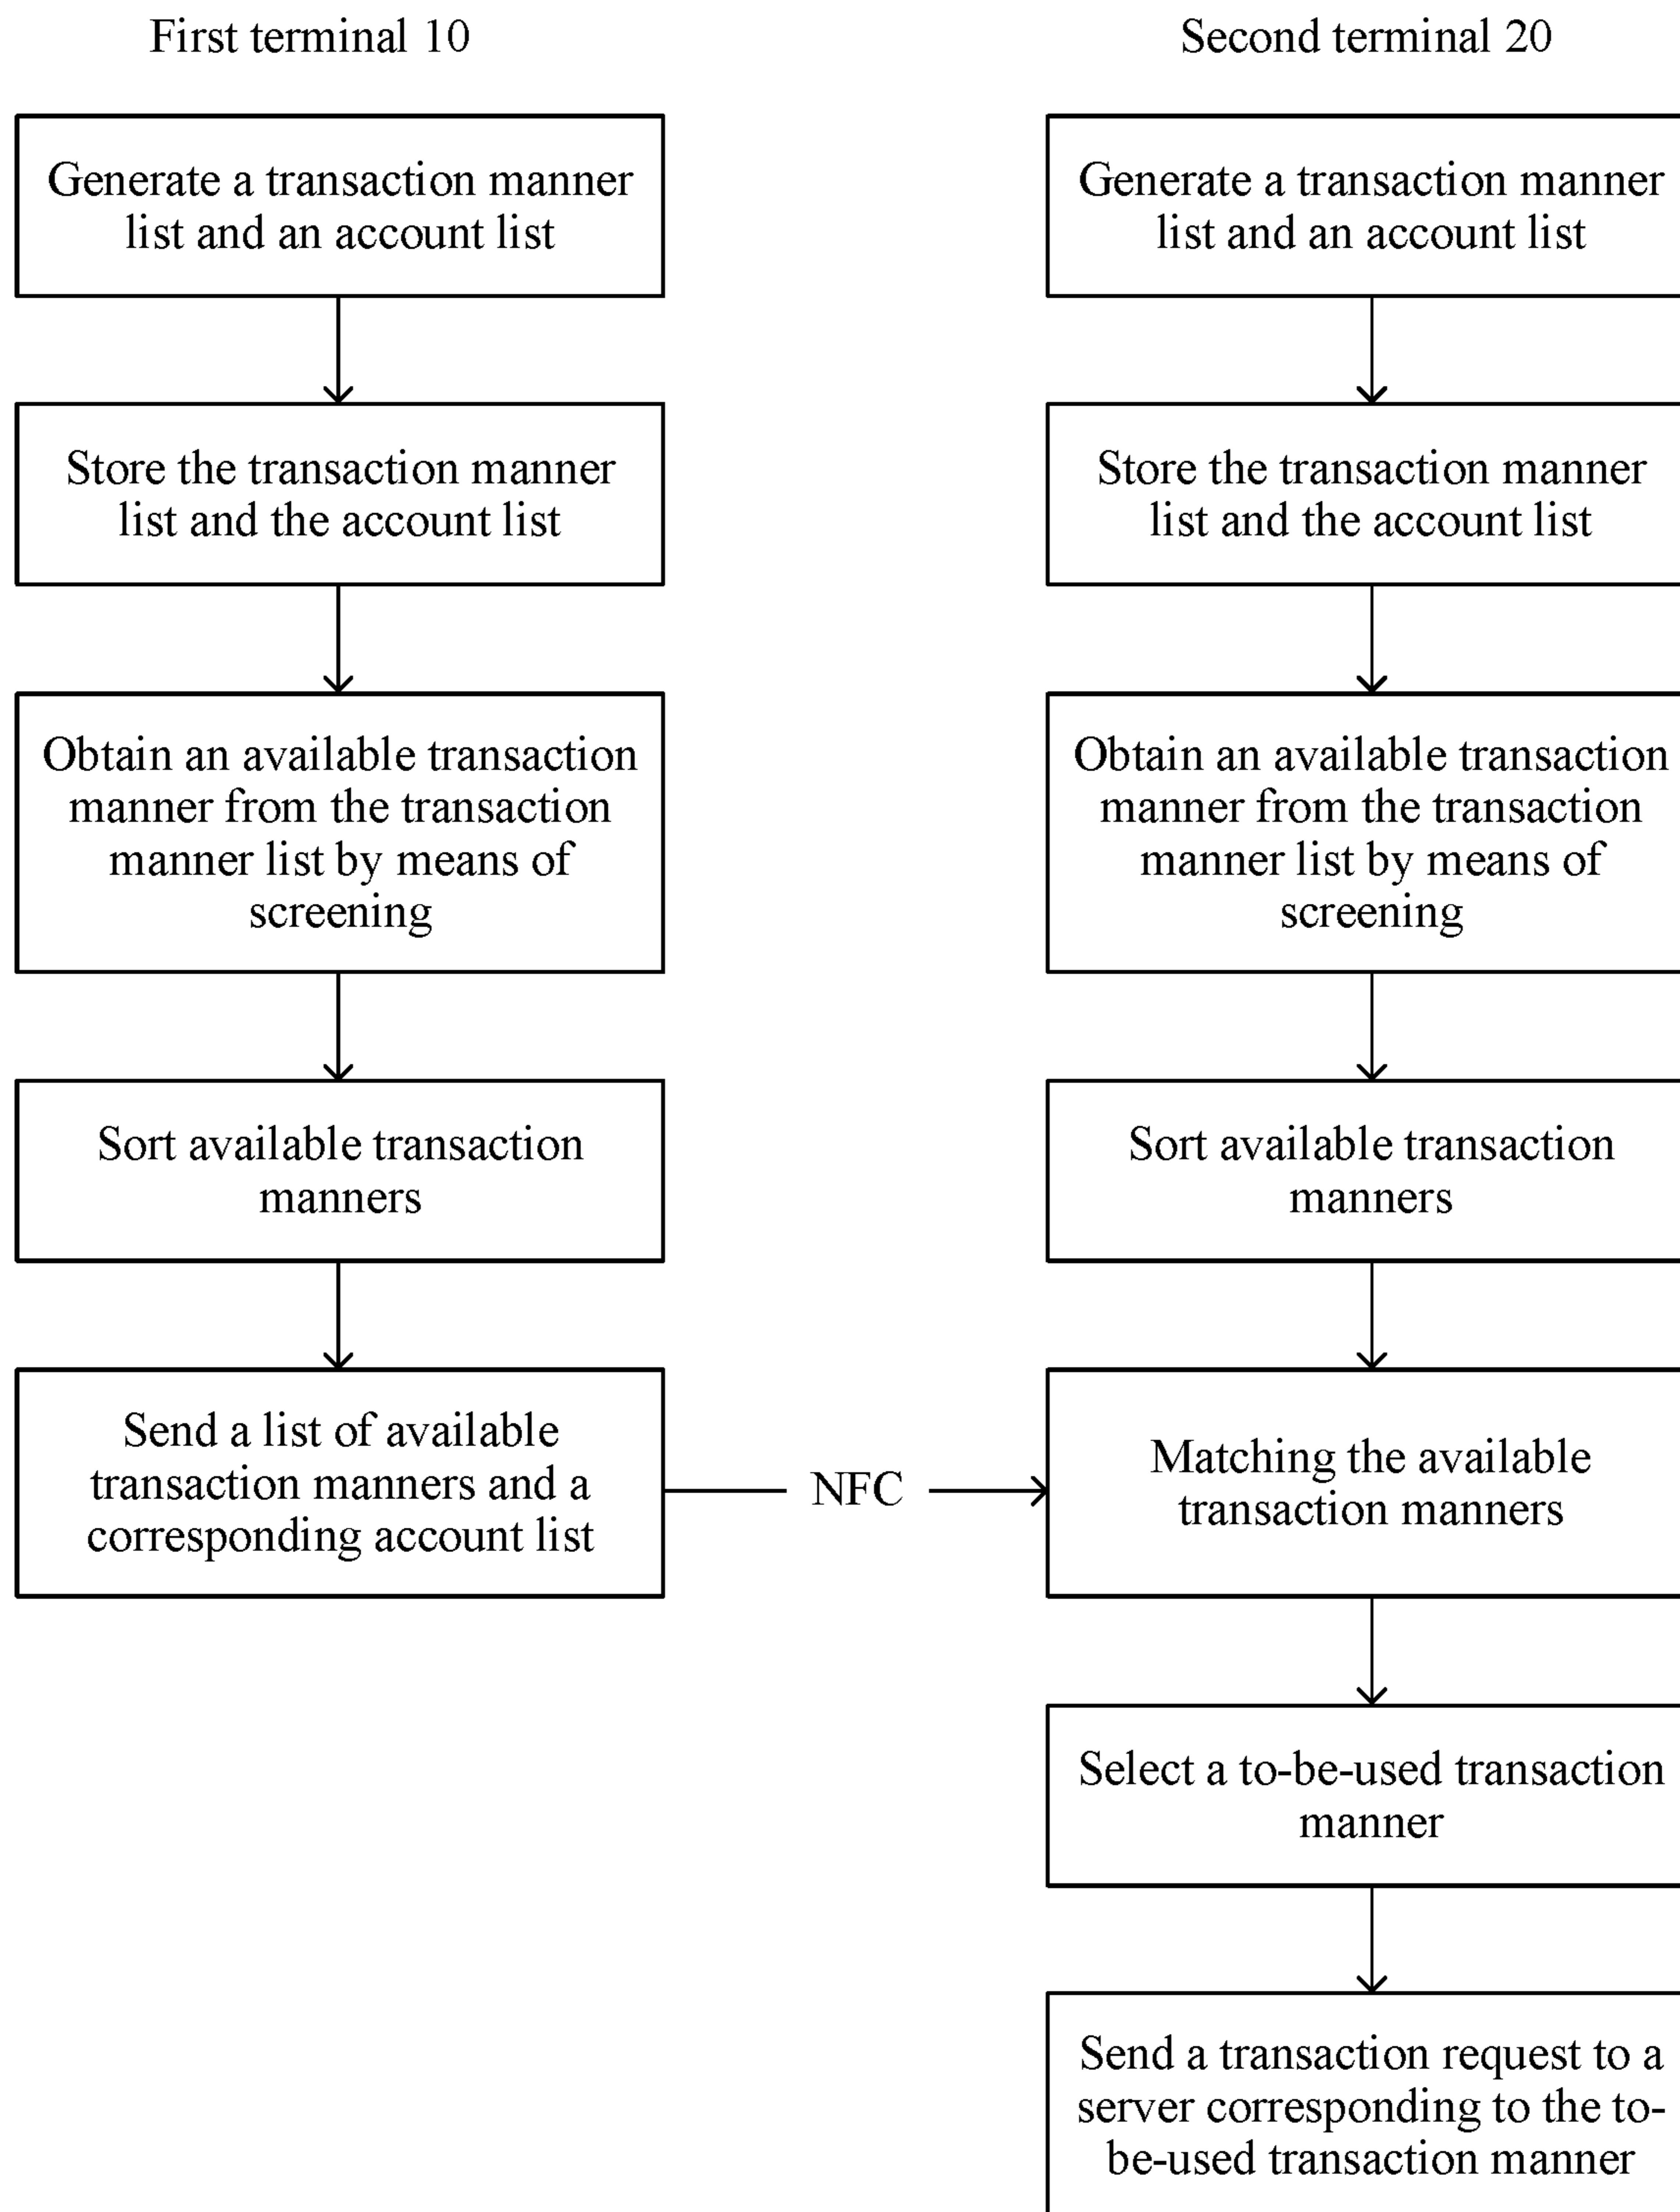 First terminal 10
Second terminal 20
Generate a transaction manner
list and an account list
Generate a transaction manner
list and an account list
Store the transaction manner
list and the account list
Store the transaction manner
list and the account list
Obtain an available transaction
manner from the transaction
manner list by means of
screening
Obtain an available transaction
manner from the transaction
manner list by means of
screening
Sort available transaction
manners
Sort available transaction
manners
Send a list of available
transaction manners and a
corresponding account list
NFC
Matching the available
transaction manners
Select a to-be-used transaction
manner
Send a transaction request to a
server corresponding to the to-
be-used transaction manner